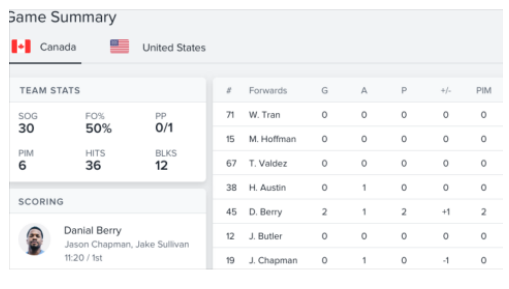 Game Summary
Canada United States
TEAM STATS
SOG FO% PP
30 50% 0/1
PIM HITS BLKS
6 36 12
SCORING
Danial Berry
Jason Chapman, Jake Sullivan
11:20 / 1st
# Forwards G A P +/- PIM
71 W. Tran 0 0 0 0 0
15 M. Hoffman 0 0 0 0 0
67 T. Valdez 0 0 0 0 0
38 H. Austin 0 1 0 0 0
45 D. Berry 2 1 2 +1 2
12 J. Butler 0 0 0 0 0
19 J. Chapman 0 1 0 -1 0